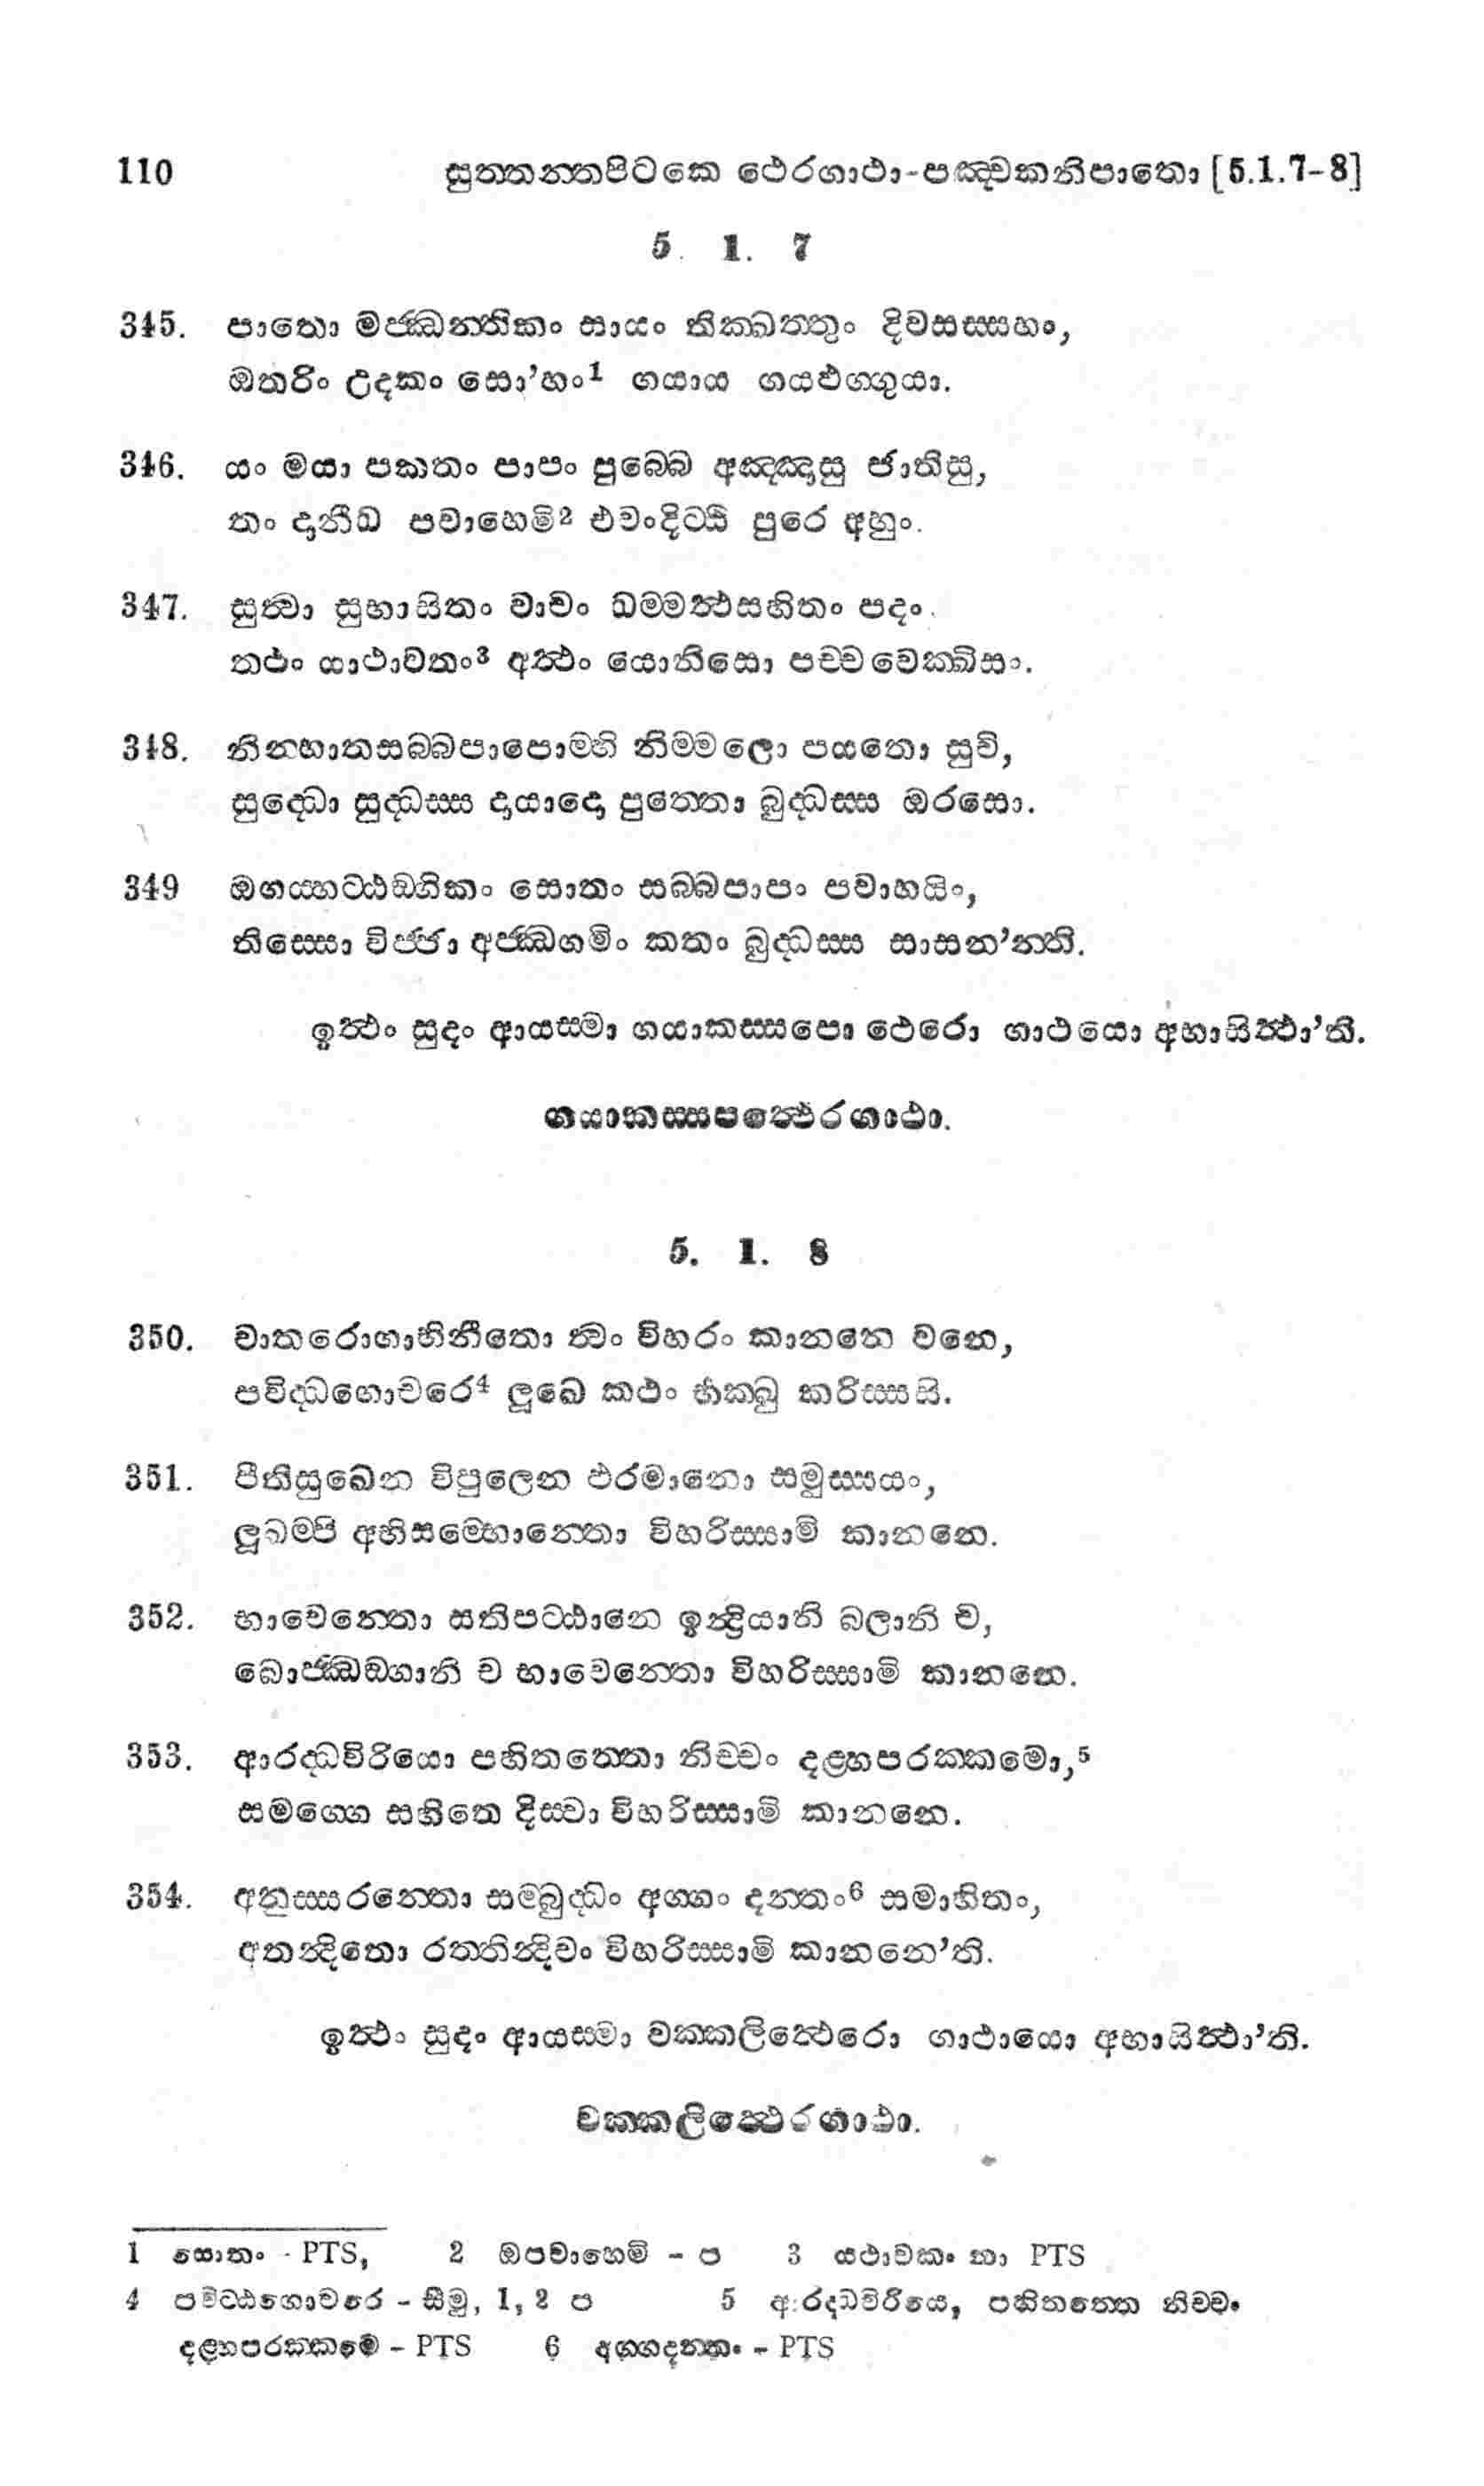 110 සුත්තන්තපිටකෙ ථෙරගාථා-පඤ්චකනිපාතො [5.1.7-8]
5. 1. 7
345. පාතො මජ්ඣන්තිකං සායං තික්ඛත්තුං දිවසස්සහං,
ඔතරිං උදකං සො’හං1 ගයාය ගයඵග්ගුයා.
346. යං මයා පකතං පාපං පුබ්බෙ අඤ්ඤාසු ජාතිසු,
තං දානීධ පවාහෙමි2 එවංදිට්ඨි පුරෙ අහුං.
347. සුත්වා සුභාසිතං වාචං ධම්මත්ථසහිතං පදං.
තථං යාථාවතං3 අත්ථං යොනිසො පච්චවෙක්ඛිසං.
348. නින්හාතසබ්බපාපොම්හි නිම්මලො පයතො සුචි,
සුද්ධො සුද්ධස්ස දායාදො පුත්තො බුද්ධස්ස ඔරසො.
349 ඔගය්හට්ඨඞ්ගිකං සොතං සබ්බපාපං පවාහයිං,
තිස්සො විජ්ජා අජ්ඣගමිං කතං බුද්ධස්ස සාසන’න්ති.
ඉත්ථං සුදං ආයස්මා ගයාකස්සපො ථෙරො ගාථයො අභාසිත්ථා’ති.
ගයාකස්සපත්ථෙරගාථා.
5. 1. 8
350. වාතරොගාභිනීතො ත්වං විහරං කානනෙ වනෙ,
පවිද්ධගොචරෙ4 ලූඛෙ කථං භික්ඛු කරිස්සසි.
351. පීතිසුඛෙන විපුලෙන ඵරමානො සමුස්සයං,
ලූඛම්පි අභිසම්භොන්තො විහරිස්සාමි කානනෙ.
352. භාවෙන්තො සතිපට්ඨානෙ ඉන්ද්‍රියානි බලානි ච,
බොජ්ඣඞ්ගානි ච භාවෙන්තො විහරිස්සාමි කානනෙ.
353. ආරද්ධවිරියො පහිතත්තො නිච්චං දළ්හපරක්කමො,5
සමග්ගෙ සහිතෙ දිස්වා විහරිස්සාමි කානනෙ.
354. අනුස්සරන්තො සම්බුද්ධං අග්ගං දන්තං6 සමාහිතං,
අතන්දිතො රත්තින්දිවං විහරිස්සාමි කානනෙ’ති.
ඉත්ථං සුදං ආයස්මා වක්කලිත්ථෙරො ගාථායො අභායිත්ථා’ති.
වක්කලිත්ථෙරගාථා.
1 සොතං - PTS, 2 ඔපවාහෙමි - ප 3 යථාවකං තා PTS
4 පවිට්ඨගොචරෙ - සීමු, 1, 2 ප 5 ආරද්ධවිරියෙ, පහිතත්තෙ නිච්චං
දළ්හපරක්කමෙ - PTS 6 අග්ගදන්තං - PTS